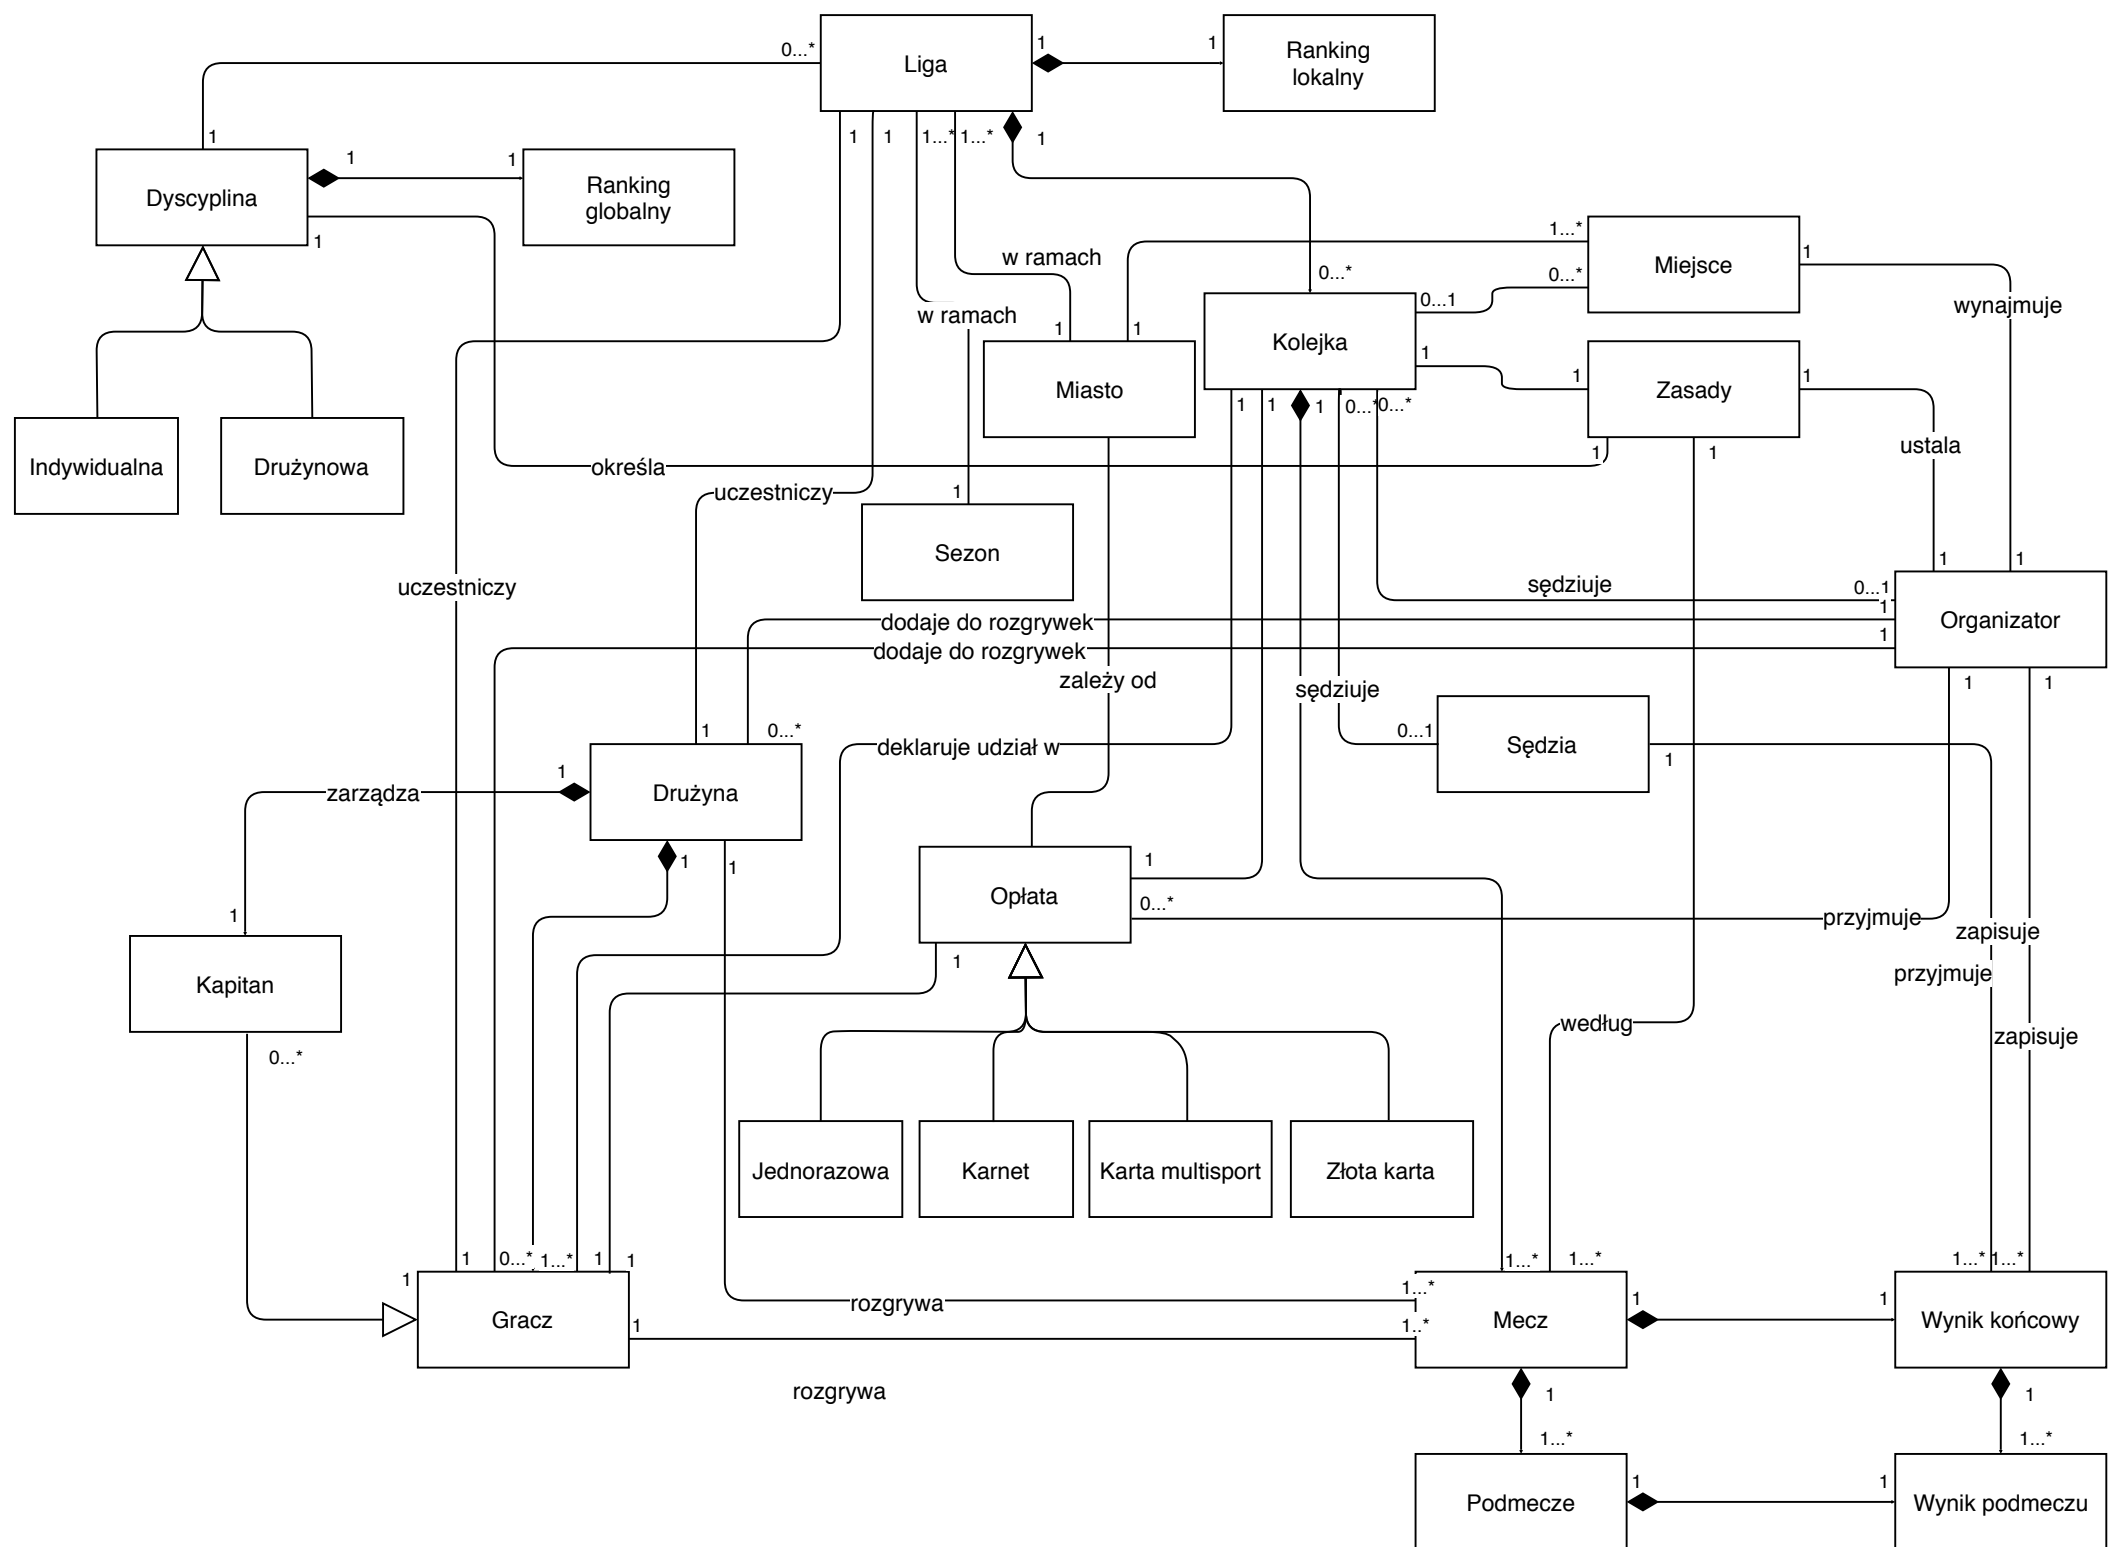 0...*
Liga
1
1
Ranking
lokalny
1
1
1
1...*
1...*
1
Dyscyplina
1
1
Ranking
globalny
1
w ramach
w ramach
0...*
1...*
0...*
Miejsce
1
wynajmuje
0...1
Kolejka
1
1
1
Miasto
1
Zasady
1
ustala
1
1
1
0...*
0...*
1
1
Indywidualna
Drużynowa
określa
uczestniczy
1
Sezon
uczestniczy
sędziuje
0...1
1
1
1
1
Organizator
dodaje do rozgrywek
dodaje do rozgrywek
zależy od
sędziuje
1
1
1
0...*
deklaruje udział w
0...1
Sędzia
1
zarządza
1
Drużyna
1
1
1
Kapitan
0...*
1
Opłata
0...*
1
przyjmuje
zapisuje
przyjmuje
zapisuje
według
Jednorazowa
Karnet
Karta multisport
Złota karta
1
1
0...*
1...*
1
1
Gracz
1
rozgrywa
rozgrywa
1...*
1..*
1...*
1...*
Mecz
1
1
1...*
1...*
Wynik końcowy
1
1...*
1
1...*
Podmecze
1
1
Wynik podmeczu